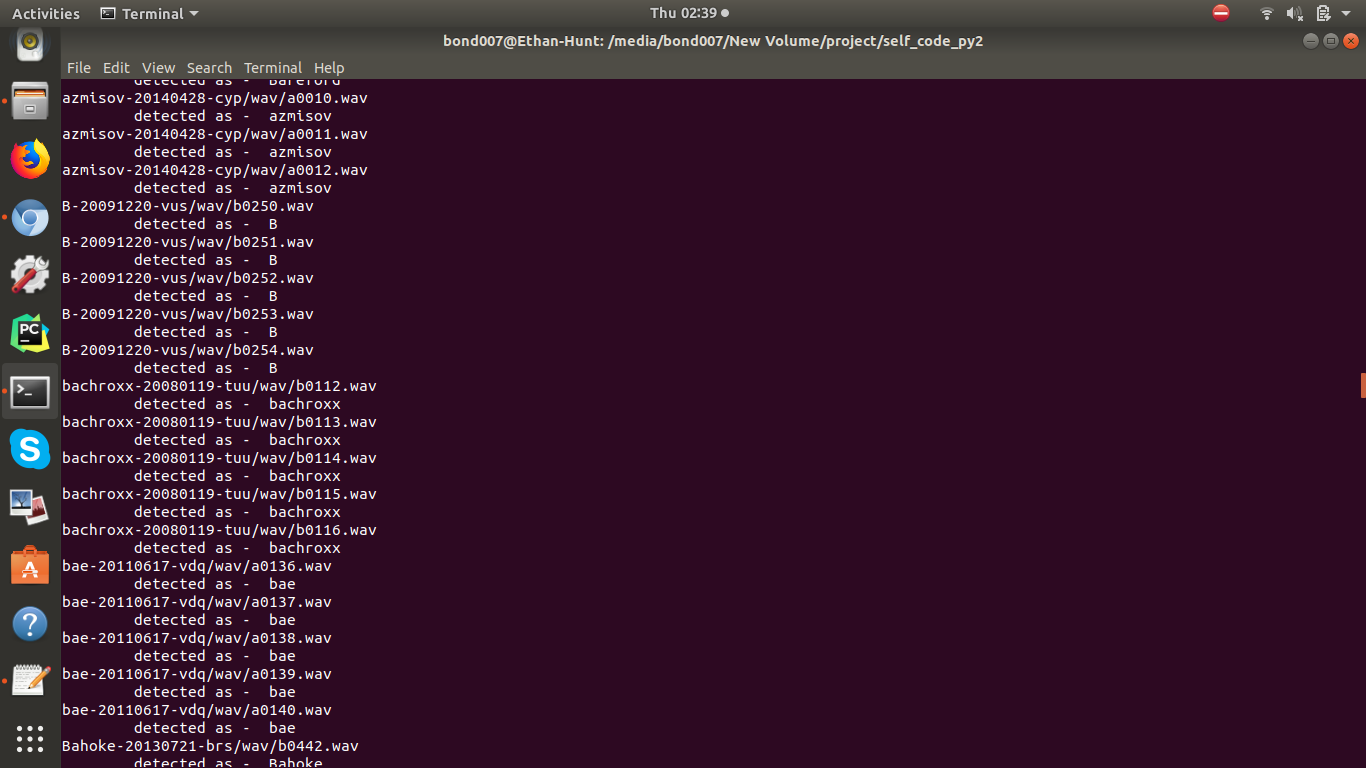 Activities Terminal Thu 02:39
bond007@Ethan-Hunt: /media/bond007/New Volume/project/self_code_py2
File Edit View Search Terminal Help
detected as - Bareford
azmisov-20140428-cyp/wav/a0010.wav
detected as - azmisov
azmisov-20140428-cyp/wav/a0011.wav
detected as - azmisov
azmisov-20140428-cyp/wav/a0012.wav
detected as - azmisov
B-20091220-vus/wav/b0250.wav
detected as - B
B-20091220-vus/wav/b0251.wav
detected as - B
B-20091220-vus/wav/b0252.wav
detected as - B
B-20091220-vus/wav/b0253.wav
detected as - B
B-20091220-vus/wav/b0254.wav
detected as - B
bachroxx-20080119-tuu/wav/b0112.wav
detected as - bachroxx
bachroxx-20080119-tuu/wav/b0113.wav
detected as - bachroxx
bachroxx-20080119-tuu/wav/b0114.wav
detected as - bachroxx
bachroxx-20080119-tuu/wav/b0115.wav
detected as - bachroxx
bachroxx-20080119-tuu/wav/b0116.wav
detected as - bachroxx
bae-20110617-vdq/wav/a0136.wav
detected as - bae
bae-20110617-vdq/wav/a0137.wav
detected as - bae
bae-20110617-vdq/wav/a0138.wav
detected as - bae
bae-20110617-vdq/wav/a0139.wav
detected as - bae
bae-20110617-vdq/wav/a0140.wav
detected as - bae
Bahoke-20130721-brs/wav/b0442.wav
detected as - Bahoke
PC
S
A
?